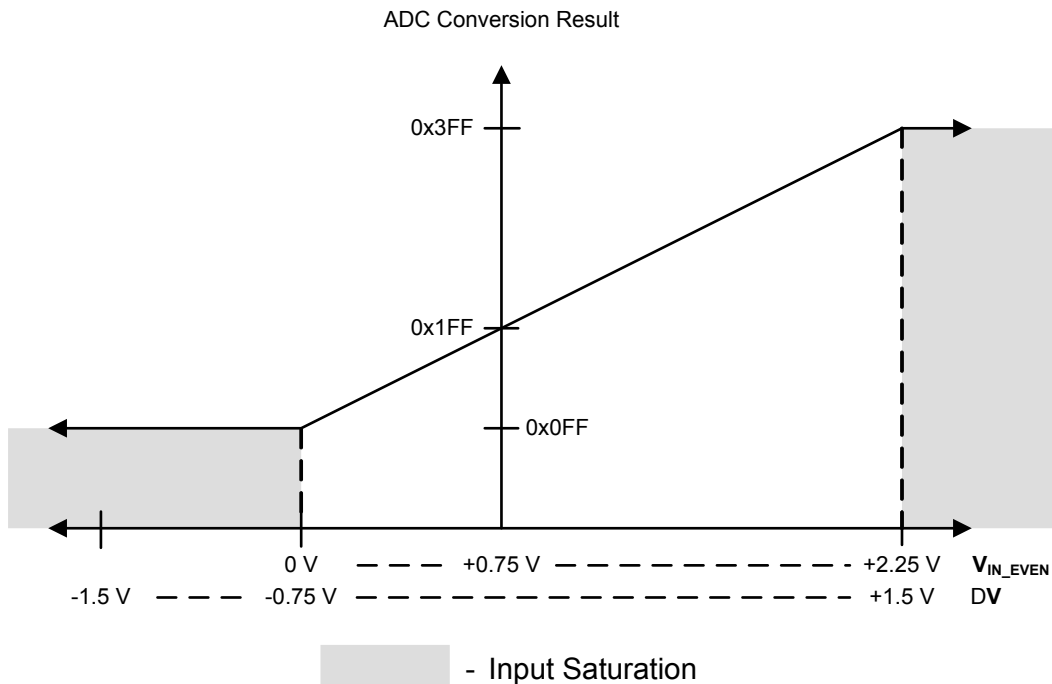 ADC Conversion Result
0x3FF
0x1FF
0x0FF
0 V +0.75 V +2.25 V VIN_EVEN
-1.5 V -0.75 V +1.5 V DV
- Input Saturation